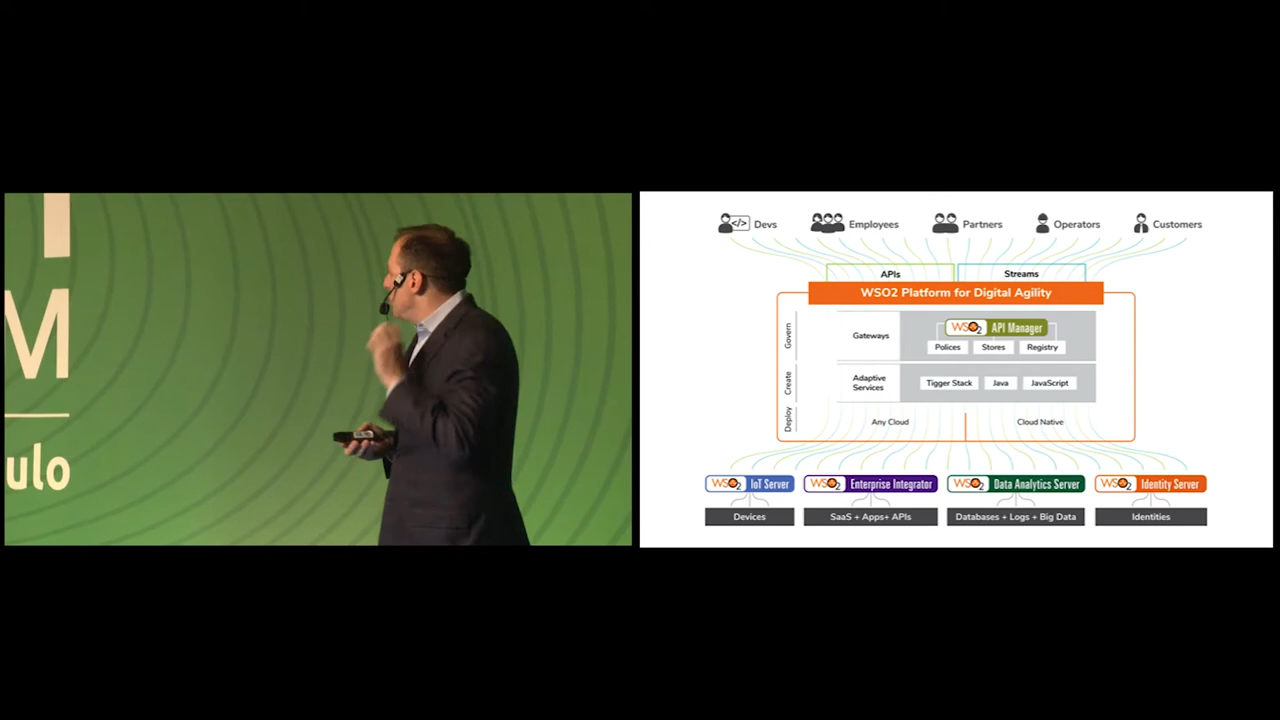 M
ulo
</> Devs
Employees
Partners
Operators
Customers
APIs
Streams
WSO2 Platform for Digital Agility
Govern
Gateways
WSO2 API Manager
Polices
Stores
Registry
Create
Adaptive
Services
Tigger Stack
Java
JavaScript
Deploy
Any Cloud
Cloud Native
WSO2 IoT Server
WSO2 Enterprise Integrator
WSO2 Data Analytics Server
WSO2 Identity Server
Devices
SaaS + Apps+ APIs
Databases + Logs + Big Data
Identities